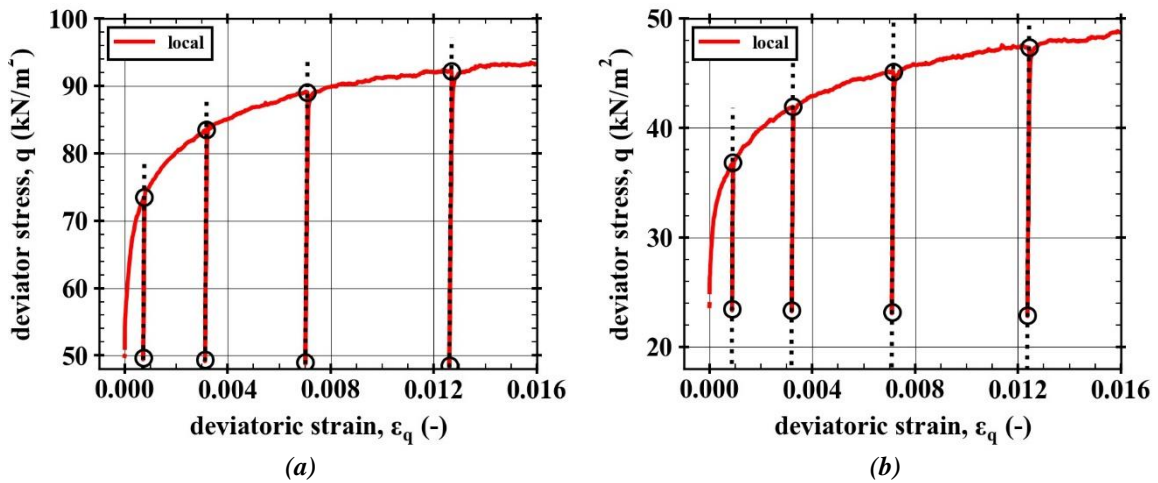 100
90
80
70
60
50
deviator stress, q (kN/m²)
local
0.000 0.004 0.008 0.012 0.016
deviatoric strain, εq (-)
(a)
50
40
30
20
deviator stress, q (kN/m²)
local
0.000 0.004 0.008 0.012 0.016
deviatoric strain, εq (-)
(b)